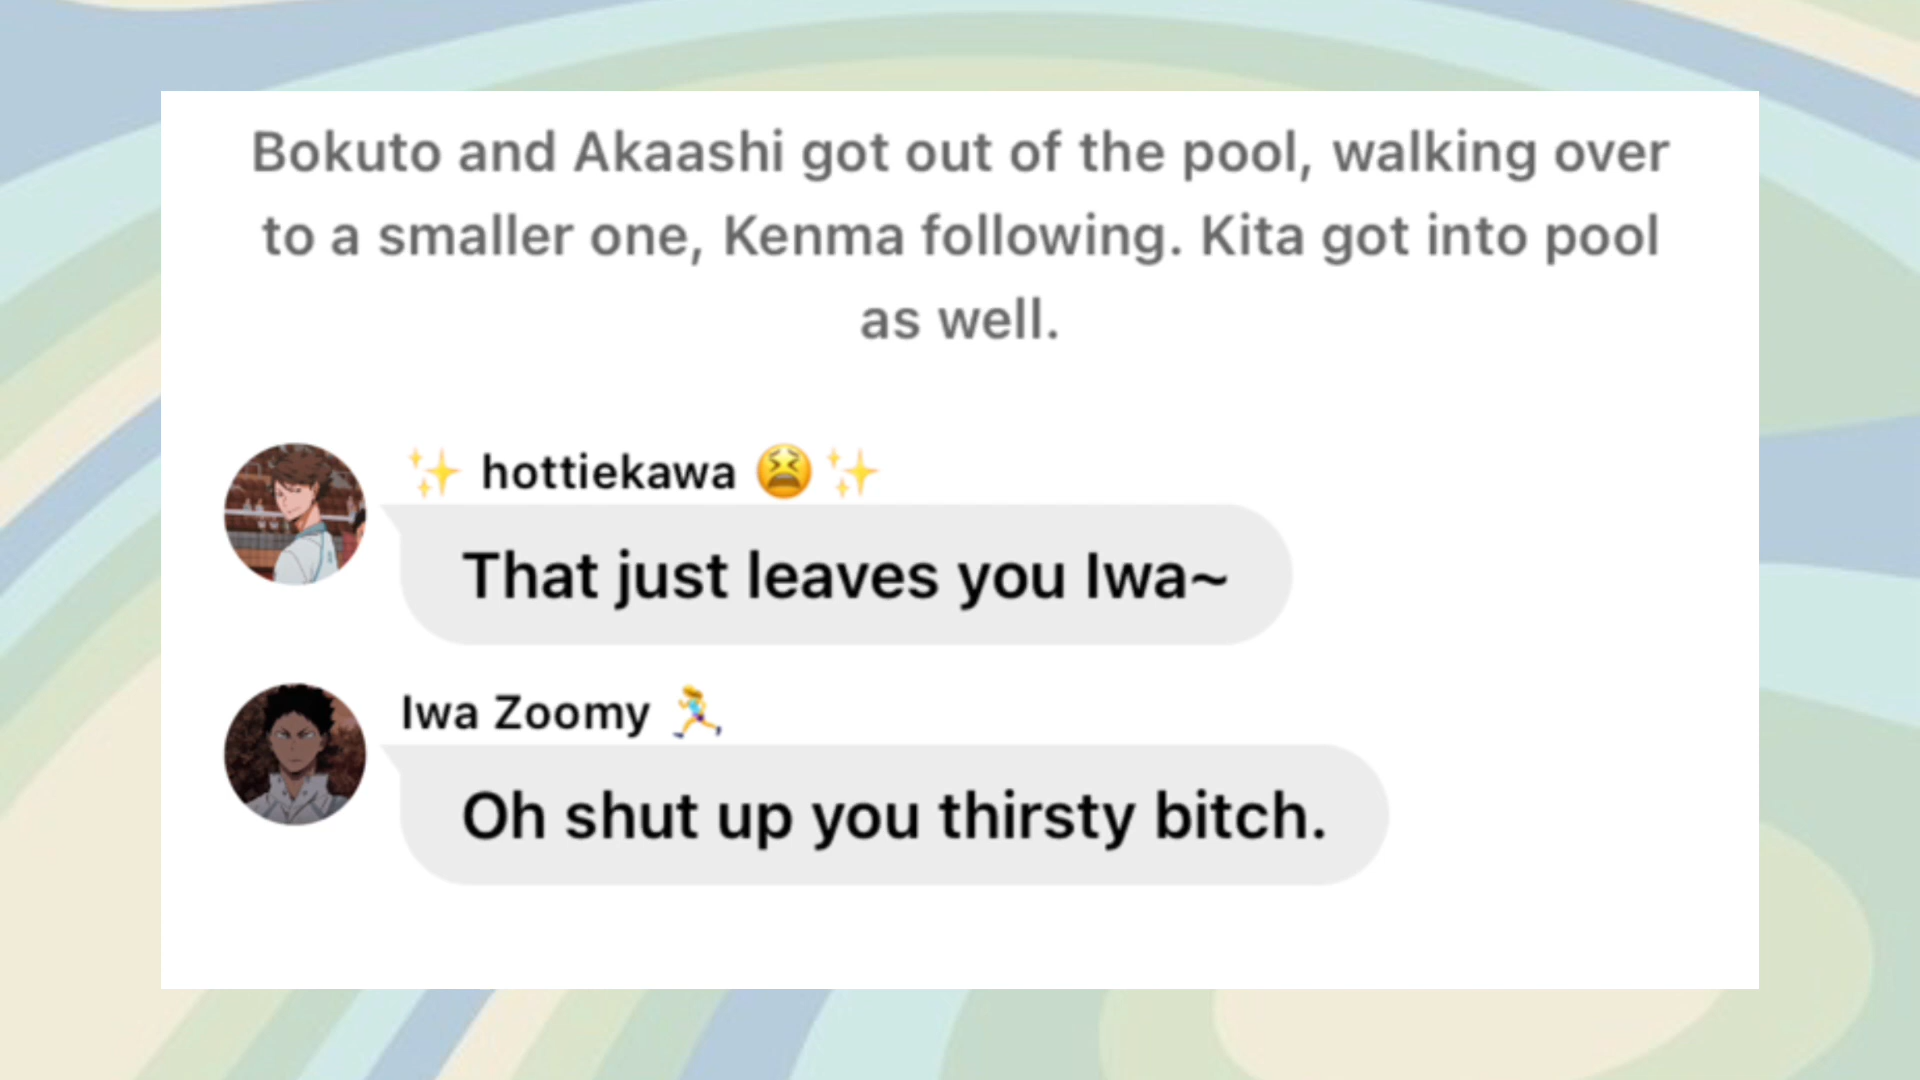 Bokuto and Akaashi got out of the pool, walking over
to a smaller one, Kenma following. Kita got into pool
as well.
✨ hottiekawa 😫 ✨
That just leaves you Iwa~
Iwa Zoomy 🏃‍♀️
Oh shut up you thirsty bitch.